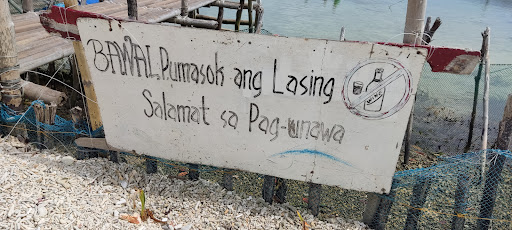 BAWAL Pumasok ang Lasing
Salamat sa Pag-unawa